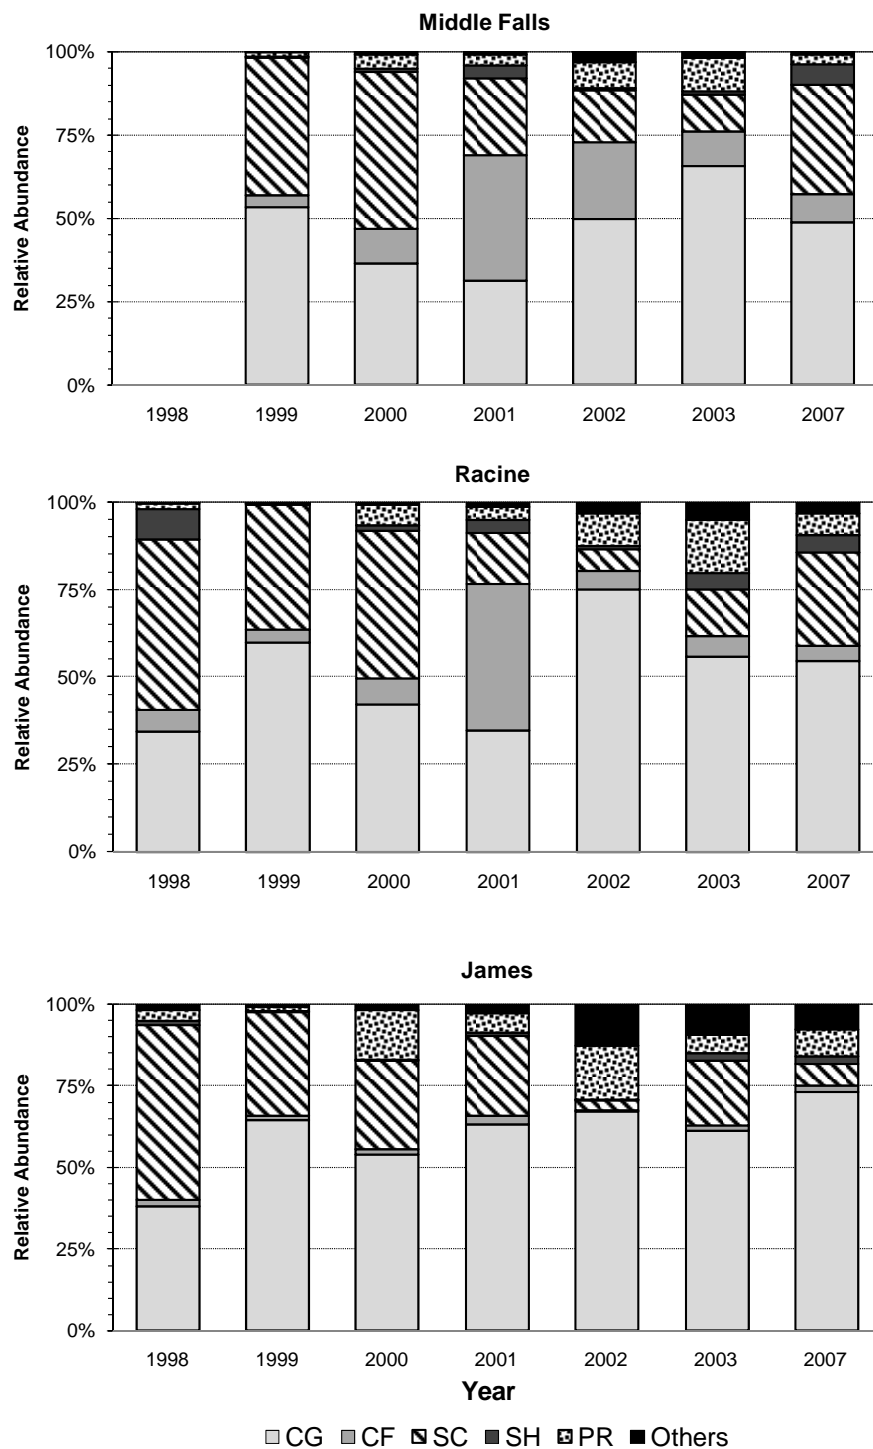 Middle Falls
100%
75%
50%
25%
0%
Relative Abundance
1998 1999 2000 2001 2002 2003 2007
Racine
100%
75%
50%
25%
0%
Relative Abundance
1998 1999 2000 2001 2002 2003 2007
James
100%
75%
50%
25%
0%
Relative Abundance
1998 1999 2000 2001 2002 2003 2007
Year
CG CF SC SH PR Others